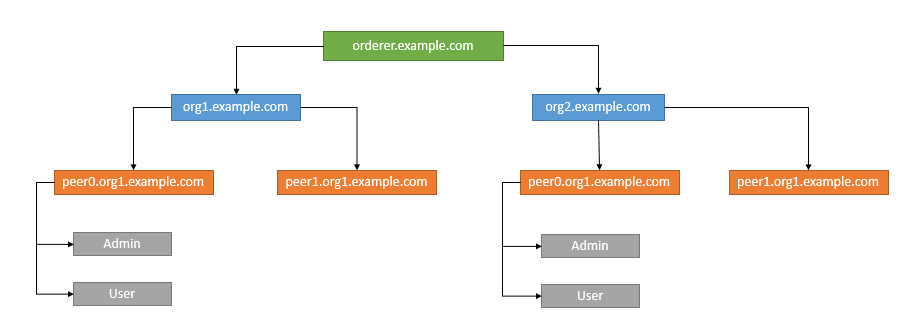 orderer.example.com
org1.example.com
org2.example.com
peer0.org1.example.com
peer1.org1.example.com
peer0.org1.example.com
peer1.org1.example.com
Admin
Admin
User
User